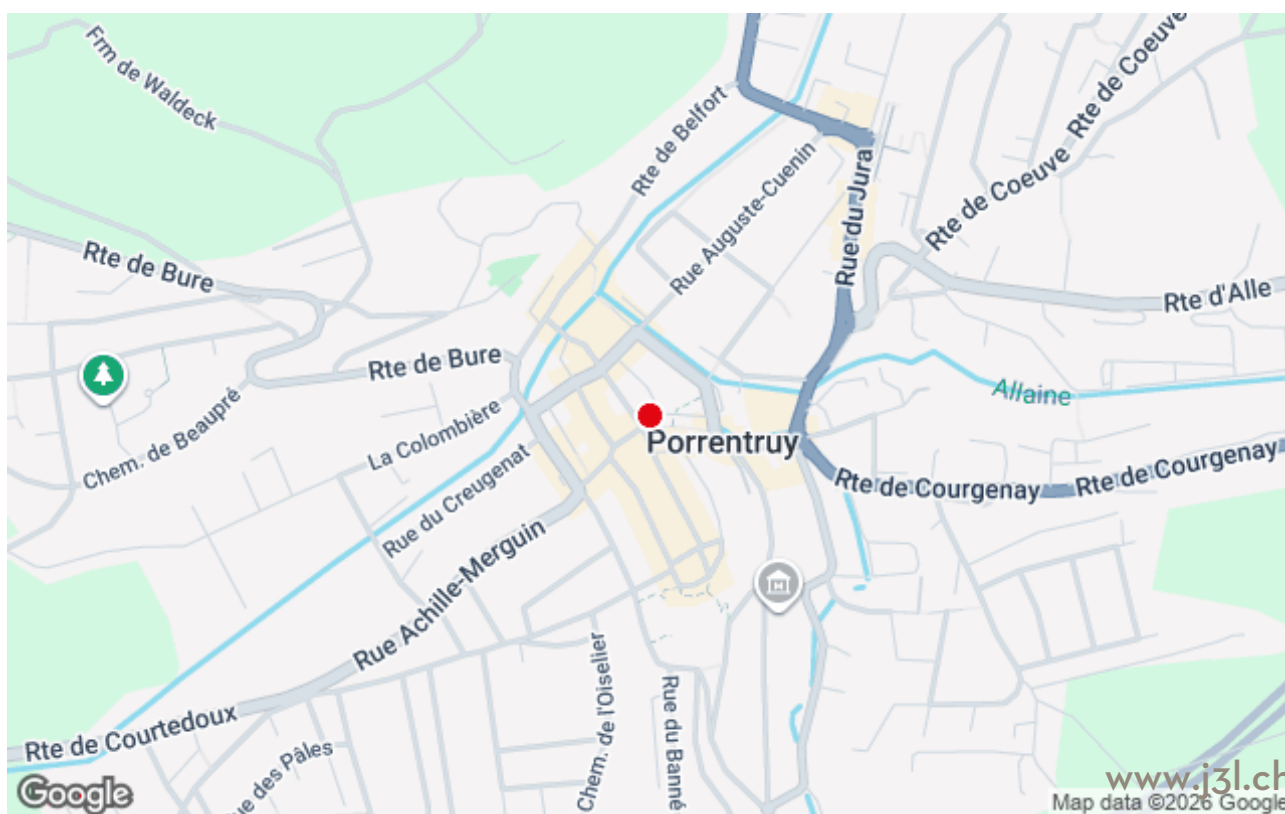 Frm de Waldeck
Rte de Coeuve
Rte de Coeuve
Rte de Belfort
Rue Auguste-Cuenin
Rue du Jura
Rte de Bure
Rte d'Alle
Rte de Bure
Allaine
Chem. de Beaupré
La Colombière
Porrentruy
Rue du Creugenat
Rte de Courgenay
Rte de Courgenay
Rue Achille-Merguin
M
Chem. de l'Oiselier
Rue du Banné
Rte de Courtedoux
des Pâles
Google
www.j3l.ch
Map data ©2026 Google